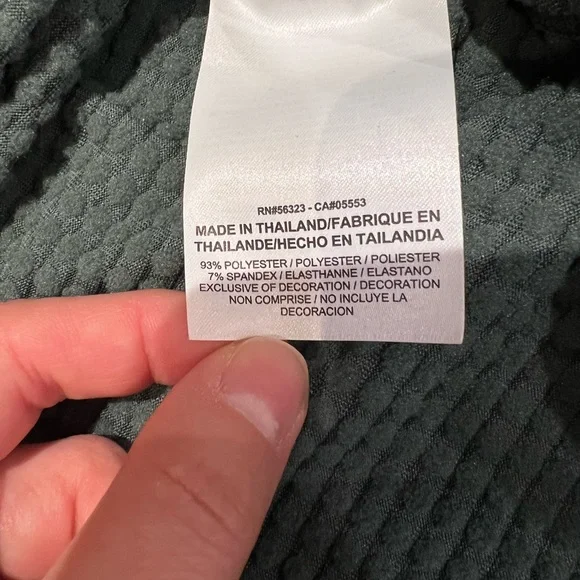 RN#56323 - CA#05553
MADE IN THAILAND/FABRIQUE EN
THAILANDE/HECHO EN TAILANDIA
93% POLYESTER / POLYESTER / POLIESTER
7% SPANDEX / ELASTHANNE / ELASTANO
EXCLUSIVE OF DECORATION / DECORATION
NON COMPRISE / NO INCLUYE LA
DECORACION